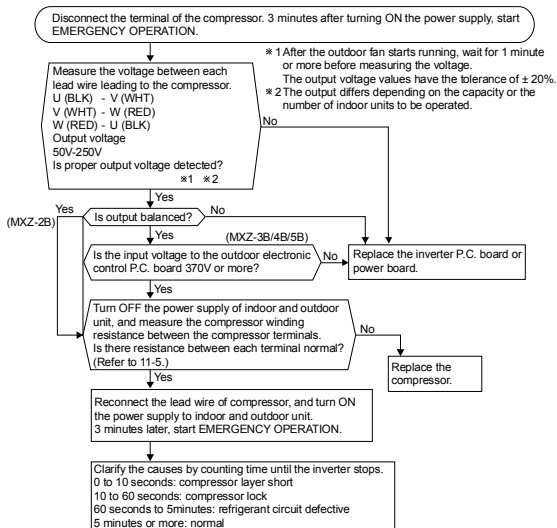 Disconnect the terminal of the compressor. 3 minutes after turning ON the power supply, start
EMERGENCY OPERATION.
※ 1 After the outdoor fan starts running, wait for 1 minute
or more before measuring the voltage.
The output voltage values have the tolerance of ± 20%.
※ 2 The output differs depending on the capacity or the
number of indoor units to be operated.
Measure the voltage between each
lead wire leading to the compressor.
U (BLK) - V (WHT)
V (WHT) - W (RED)
W (RED) - U (BLK)
Output voltage
50V-250V
Is proper output voltage detected?
※1 ※2
No
Yes
Yes
(MXZ-2B)
Is output balanced?
No
Yes
(MXZ-3B/4B/5B)
Is the input voltage to the outdoor electronic
control P.C. board 370V or more?
No
Replace the inverter P.C. board or
power board.
Yes
Turn OFF the power supply of indoor and outdoor
unit, and measure the compressor winding
resistance between the compressor terminals.
Is there resistance between each terminal normal?
(Refer to 11-5.)
No
Replace the
compressor.
Yes
Reconnect the lead wire of compressor, and turn ON
the power supply to indoor and outdoor unit.
3 minutes later, start EMERGENCY OPERATION.
Clarify the causes by counting time until the inverter stops.
0 to 10 seconds: compressor layer short
10 to 60 seconds: compressor lock
60 seconds to 5minutes: refrigerant circuit defective
5 minutes or more: normal